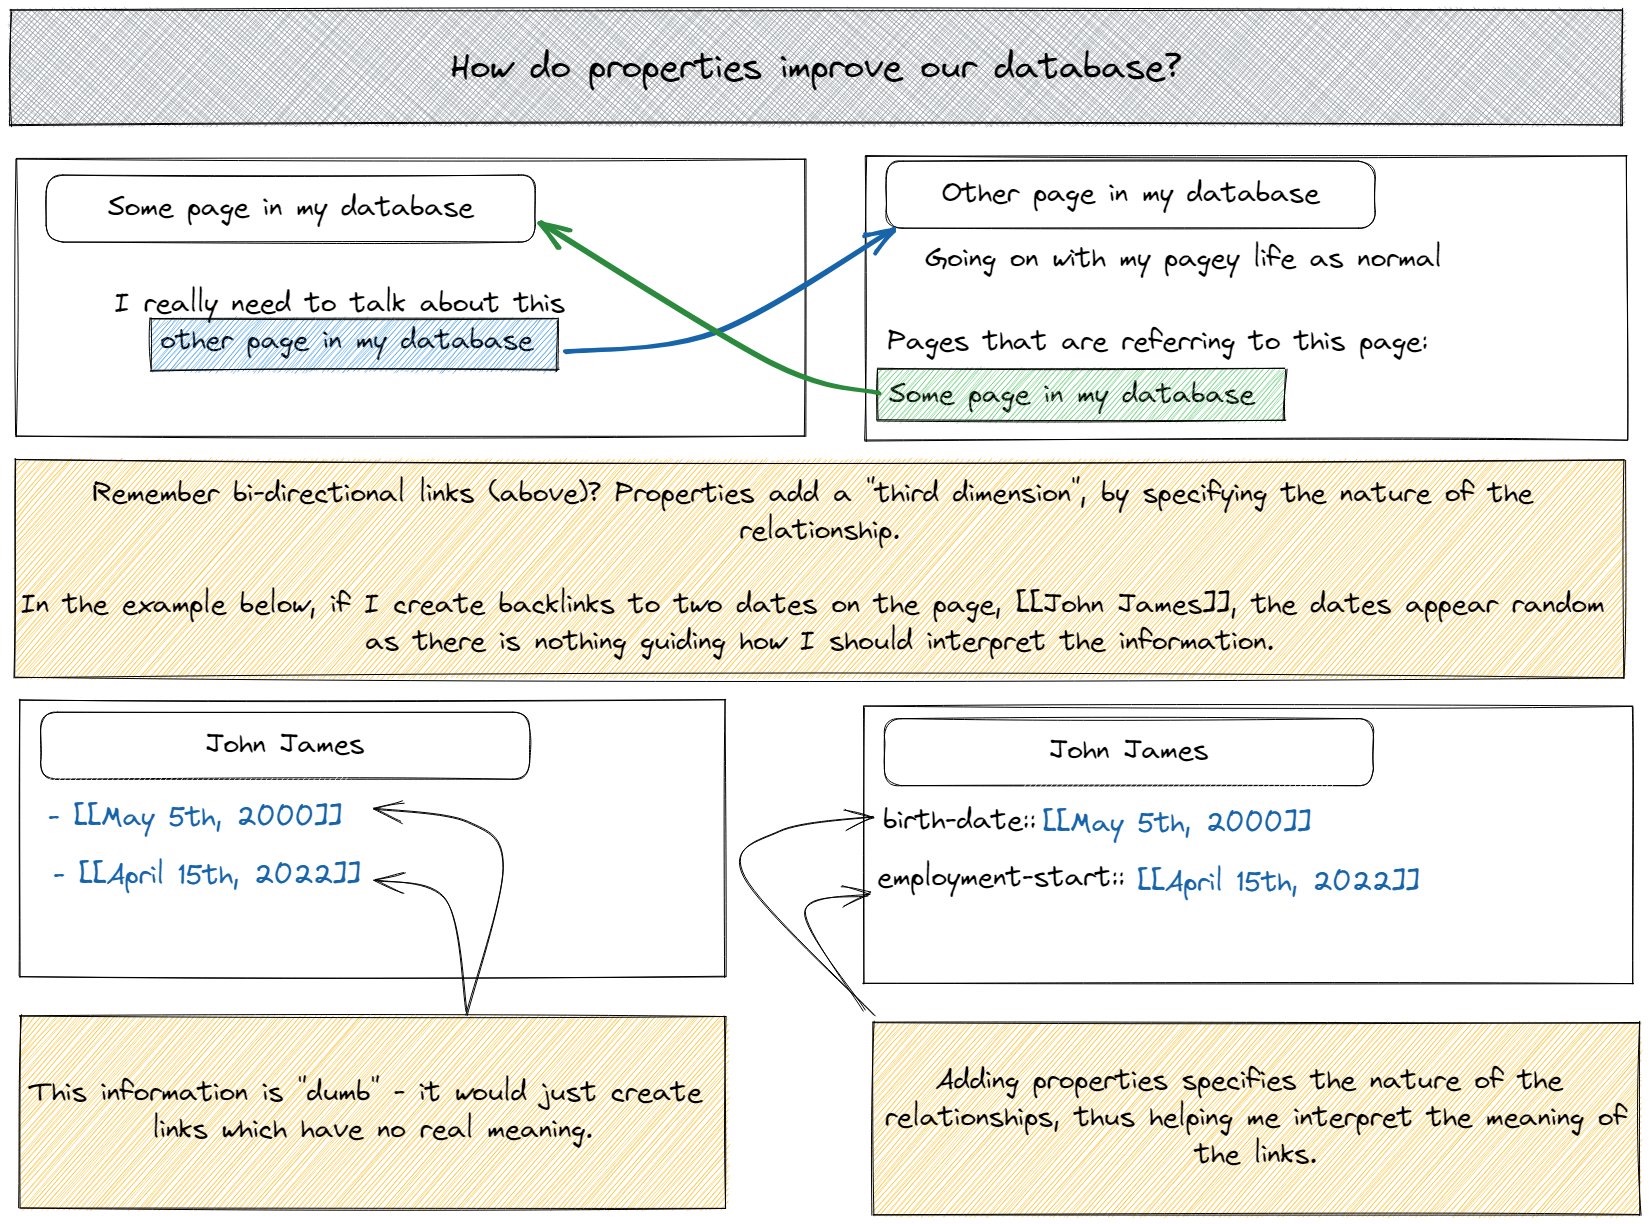 How do properties improve our database?
Some page in my database
I really need to talk about this
other page in my database
Other page in my database
Going on with my pagey life as normal
Pages that are referring to this page:
Some page in my database
Remember bi-directional links (above)? Properties add a "third dimension", by specifying the nature of the
relationship.
In the example below, if I create backlinks to two dates on the page, [[John James]], the dates appear random
as there is nothing guiding how I should interpret the information.
John James
- [[May 5th, 2000]]
- [[April 15th, 2022]]
John James
birth-date:: [[May 5th, 2000]]
employment-start:: [[April 15th, 2022]]
This information is "dumb" - it would just create
links which have no real meaning.
Adding properties specifies the nature of the
relationships, thus helping me interpret the meaning of
the links.